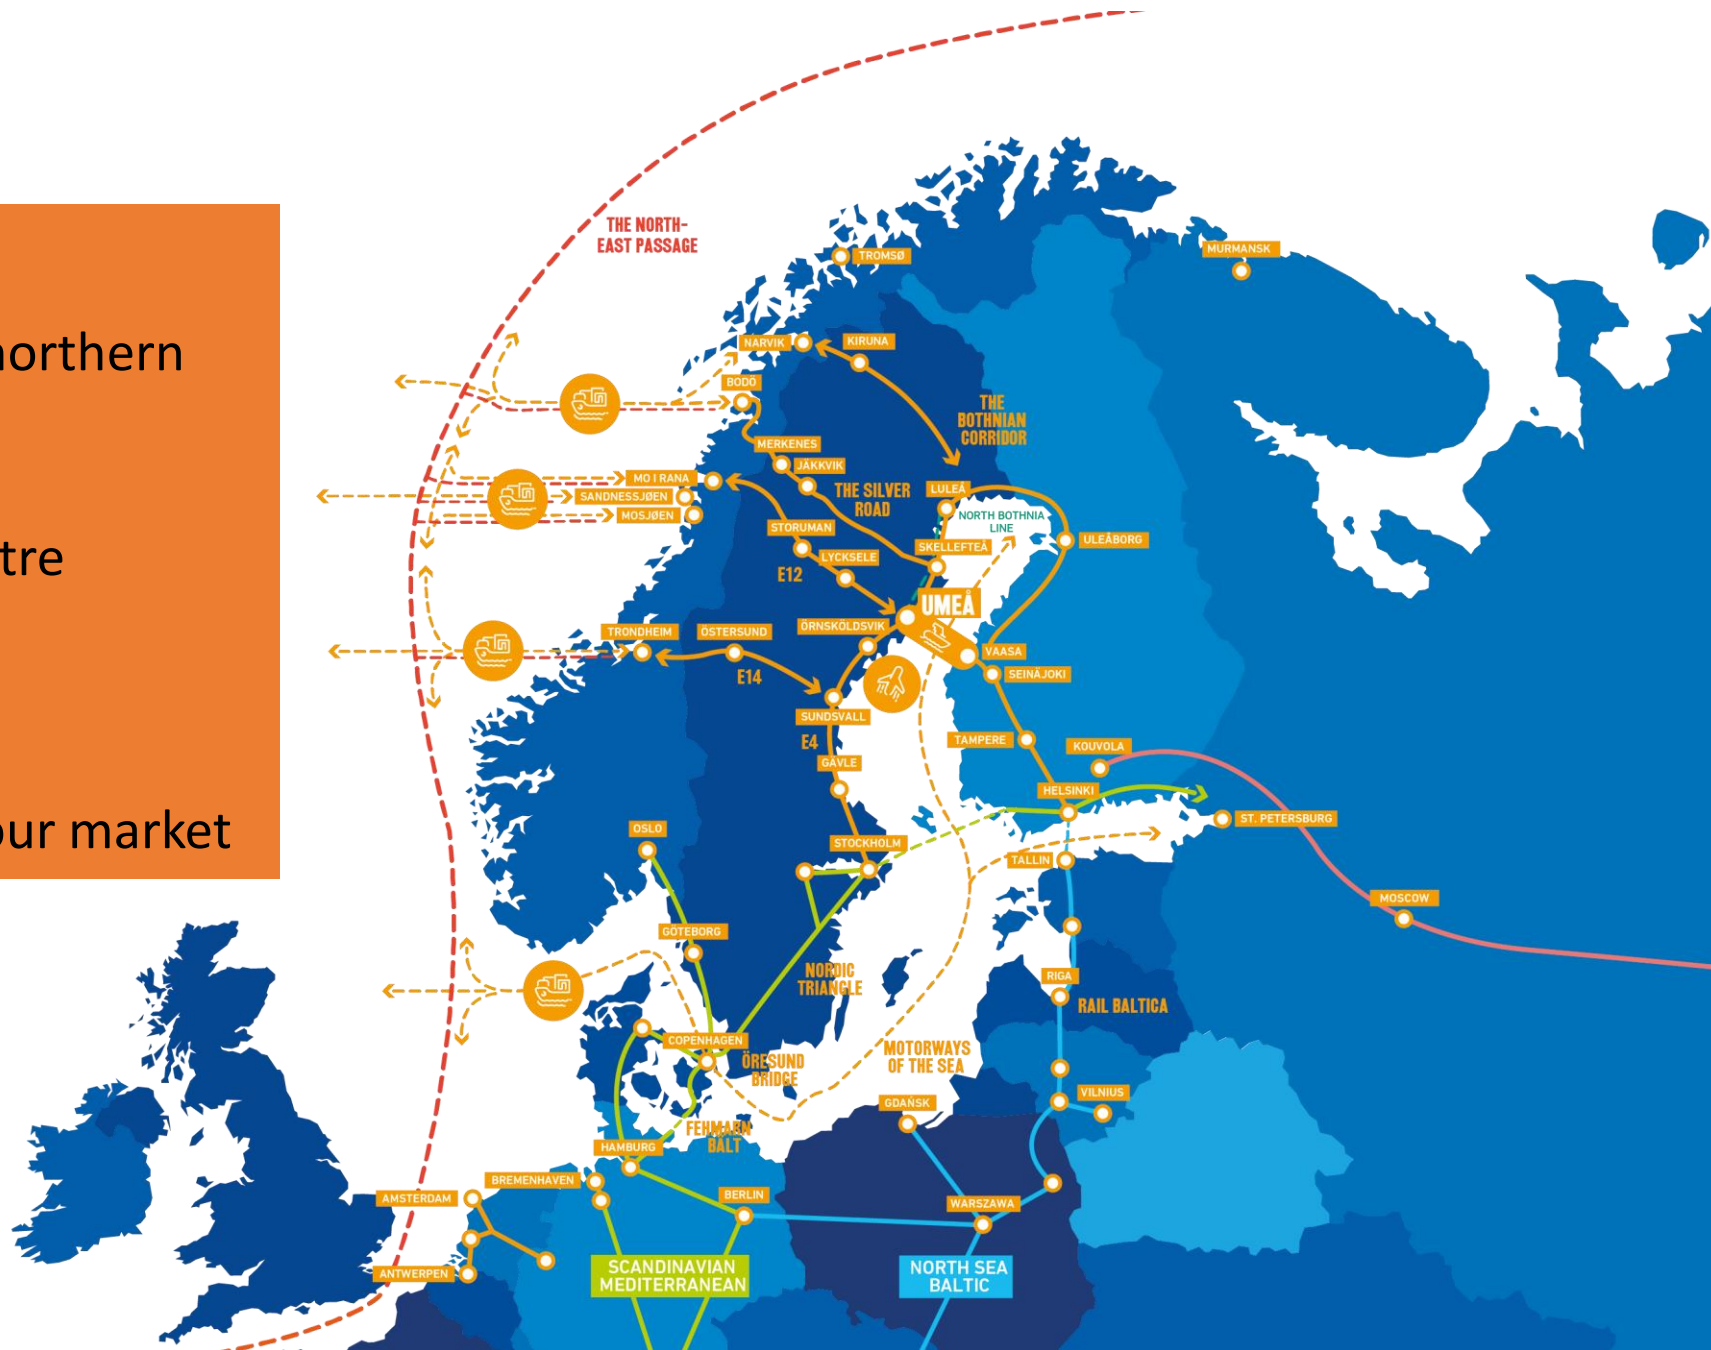 northern
tre
our market
THE NORTH-
EAST PASSAGE
TROMSØ
MURMANSK
NARVIK
KIRUNA
BODÖ
THE
BOTHNIAN
CORRIDOR
MERKENES
JÄKKVIK
MO I RANA
SANDNESSJØEN
MOSJØEN
THE SILVER
ROAD
LULEÅ
NORTH BOTHNIA
LINE
STORUMAN
SKELLEFTEÅ
ULEÅBORG
LYCKSELE
E12
UMEÅ
TRONDHEIM
ÖSTERSUND
ÖRNSKÖLDSVIK
VAASA
SEINÄJOKI
E14
SUNDSVALL
E4
TAMPERE
KOUVOLA
GÄVLE
HELSINKI
ST. PETERSBURG
OSLO
STOCKHOLM
TALLIN
MOSCOW
GÖTEBORG
NORDIC
TRIANGLE
RIGA
RAIL BALTICA
COPENHAGEN
ÖRESUND
BRIDGE
MOTORWAYS
OF THE SEA
VILNIUS
GDAŃSK
FEHMARN
BÄLT
HAMBURG
BREMENHAVEN
AMSTERDAM
BERLIN
WARSZAWA
ANTWERPEN
SCANDINAVIAN
MEDITERRANEAN
NORTH SEA
BALTIC